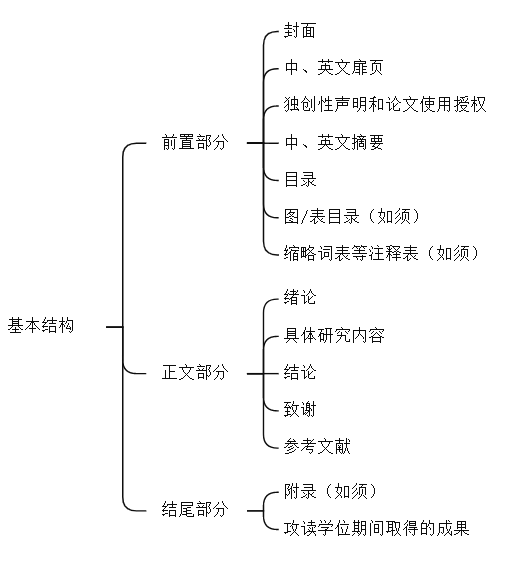 基本结构
前置部分
封面
中、英文扉页
独创性声明和论文使用授权
中、英文摘要
目录
图/表目录（如须）
缩略词表等注释表（如须）
正文部分
绪论
具体研究内容
结论
致谢
参考文献
结尾部分
附录（如须）
攻读学位期间取得的成果